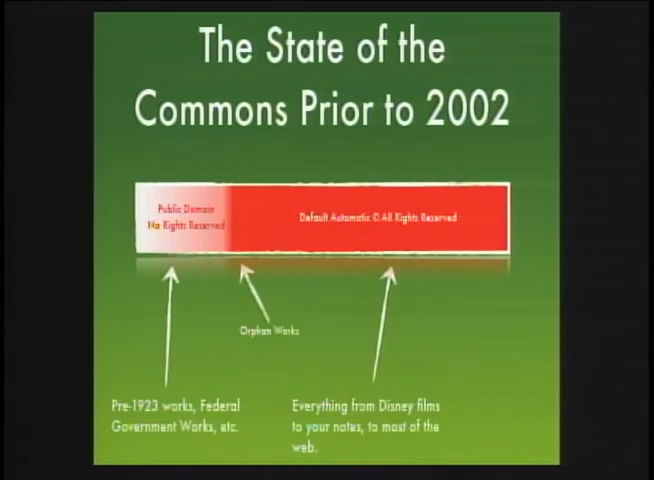 The State of the
Commons Prior to 2002
Public Domain
No Rights Reserved
Default Automatic © All Rights Reserved
Orphan Works
Pre-1923 works, Federal
Government Works, etc.
Everything from Disney films
to your notes, to most of the
web.